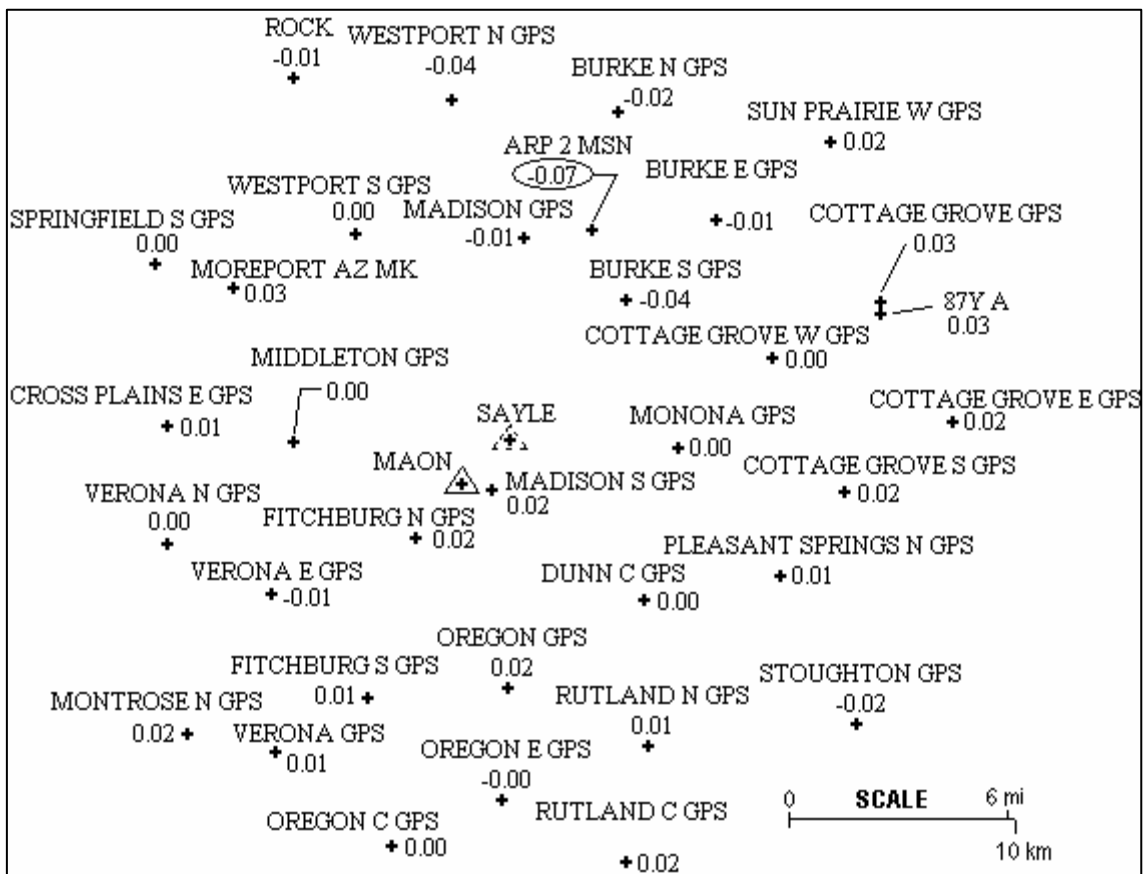 ROCK
-0.01
WESTPORT N GPS
-0.04
BURKE N GPS
-0.02
SUN PRAIRIE W GPS
0.02
ARP 2 MSN
-0.07
BURKE E GPS
-0.01
WESTPORT S GPS
0.00
MADISON GPS
-0.01
COTTAGE GROVE GPS
0.03
SPRINGFIELD S GPS
0.00
MOREPORT AZ MK
0.03
BURKE S GPS
-0.04
87Y A
0.03
COTTAGE GROVE W GPS
0.00
MIDDLETON GPS
0.00
CROSS PLAINS E GPS
0.01
SAYLE
MONONA GPS
0.00
COTTAGE GROVE E GPS
0.02
MAON
MADISON S GPS
0.02
COTTAGE GROVE S GPS
0.02
VERONA N GPS
0.00
FITCHBURG N GPS
0.02
PLEASANT SPRINGS N GPS
0.01
VERONA E GPS
-0.01
DUNN C GPS
0.00
OREGON GPS
0.02
FITCHBURG S GPS
0.01
STOUGHTON GPS
-0.02
MONTROSE N GPS
0.02
RUTLAND N GPS
0.01
VERONA GPS
0.01
OREGON E GPS
-0.00
RUTLAND C GPS
0.02
OREGON C GPS
0.00
0 SCALE 6 mi
10 km